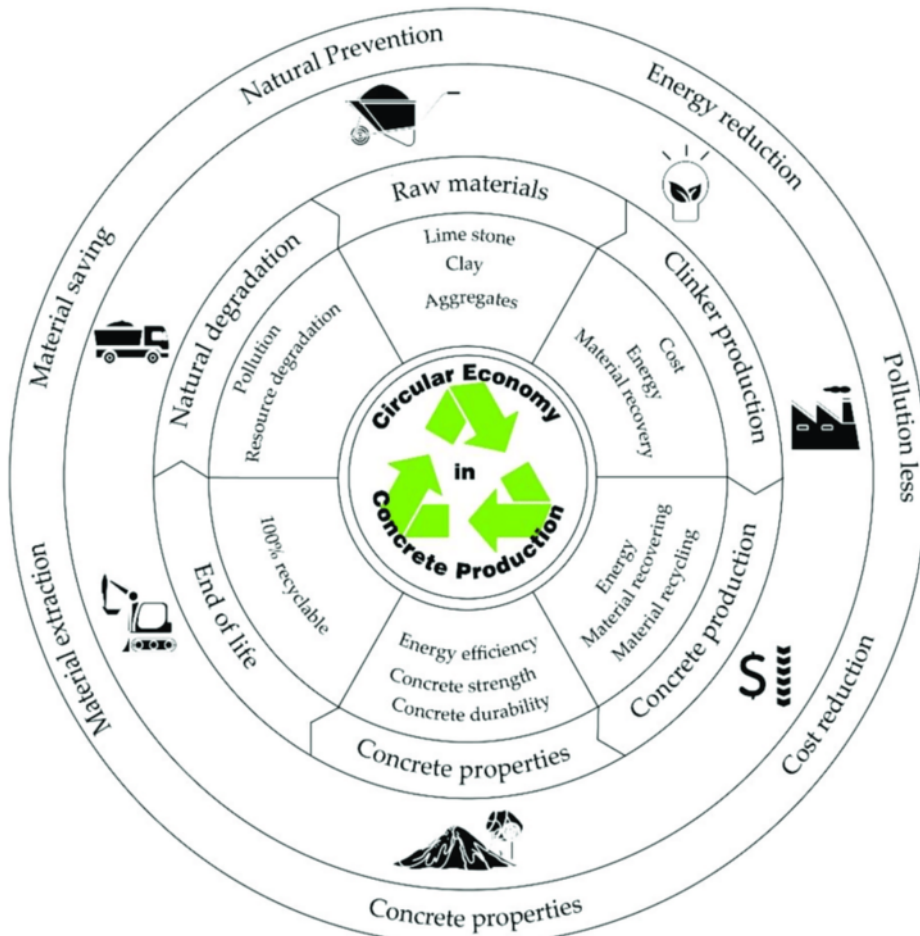 Natural Prevention
Energy reduction
Pollution less
Cost reduction
Concrete properties
Material extraction
Material saving
Raw materials
Clinker production
Concrete production
Concrete properties
End of life
Natural degradation
Lime stone
Clay
Aggregates
Cost
Energy
Material recovery
Energy
Material recovering
Material recycling
Energy efficiency
Concrete strength
Concrete durability
100% recyclable
Pollution
Resource degradation
Circular Economy
in
Concrete Production
$